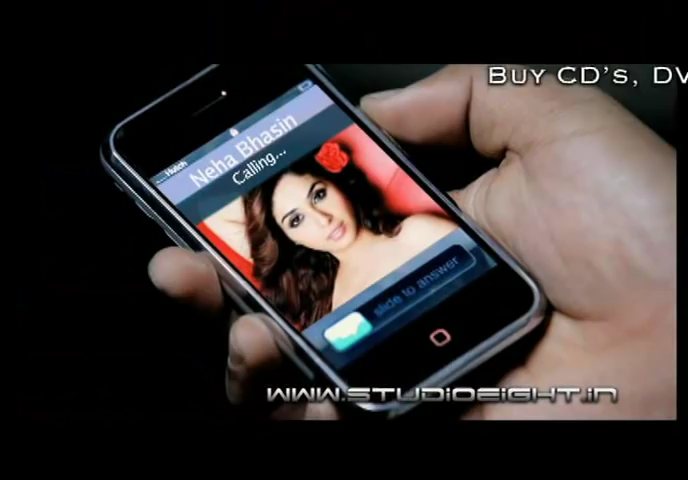 BUY CD'S, DV
Hutch
Neha Bhasin
Calling...
slide to answer
WWW.STUDIOEIGHT.IN